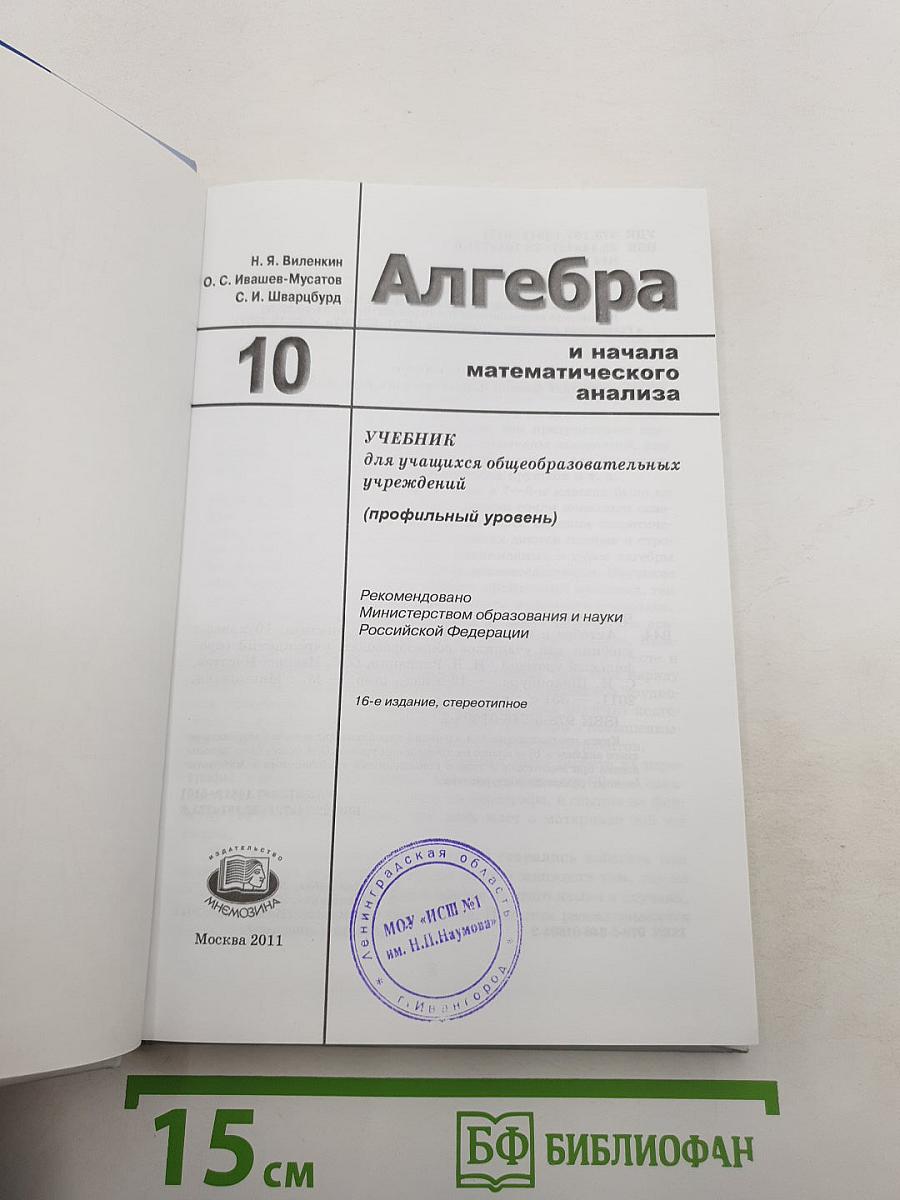 Н. Я. Виленкин
О. С. Ивашев-Мусатов
С. И. Шварцбурд
Алгебра
10
и начала
математического
анализа
УЧЕБНИК
для учащихся общеобразовательных
учреждений
(профильный уровень)
Рекомендовано
Министерством образования и науки
Российской Федерации
16-е издание, стереотипное
ИЗДАТЕЛЬСТВО
МНЕМОЗИНА
Москва 2011
* Ленинградская область *
МОУ «ИСШ №1
им. Н.П.Наумова»
г.Ивангород
15 см
БФ БИБЛИОФАН